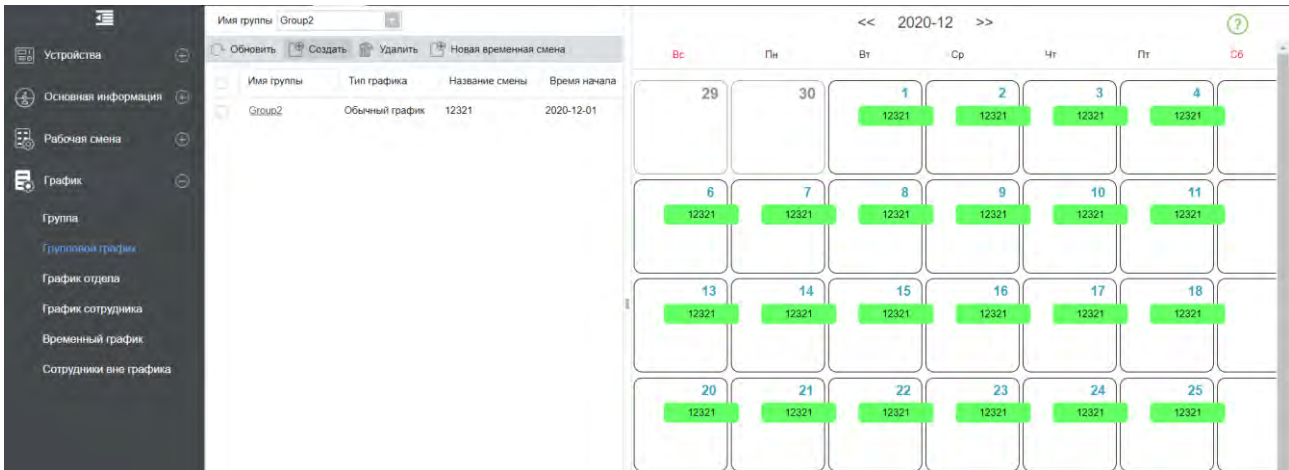 Имя группы Group2
Обновить Создать Удалить Новая временная смена
Имя группы Тип графика Название смены Время начала
Group2 Обычный график 12321 2020-12-01
Устройства
Основная информация
Рабочая смена
График
Группа
Групповой график
График отдела
График сотрудника
Временный график
Сотрудники вне графика
<< 2020-12 >> ?
Вс Пн Вт Ср Чт Пт Сб
29 30 1 2 3 4
12321 12321 12321 12321
6 7 8 9 10 11
12321 12321 12321 12321 12321 12321
13 14 15 16 17 18
12321 12321 12321 12321 12321 12321
20 21 22 23 24 25
12321 12321 12321 12321 12321 12321